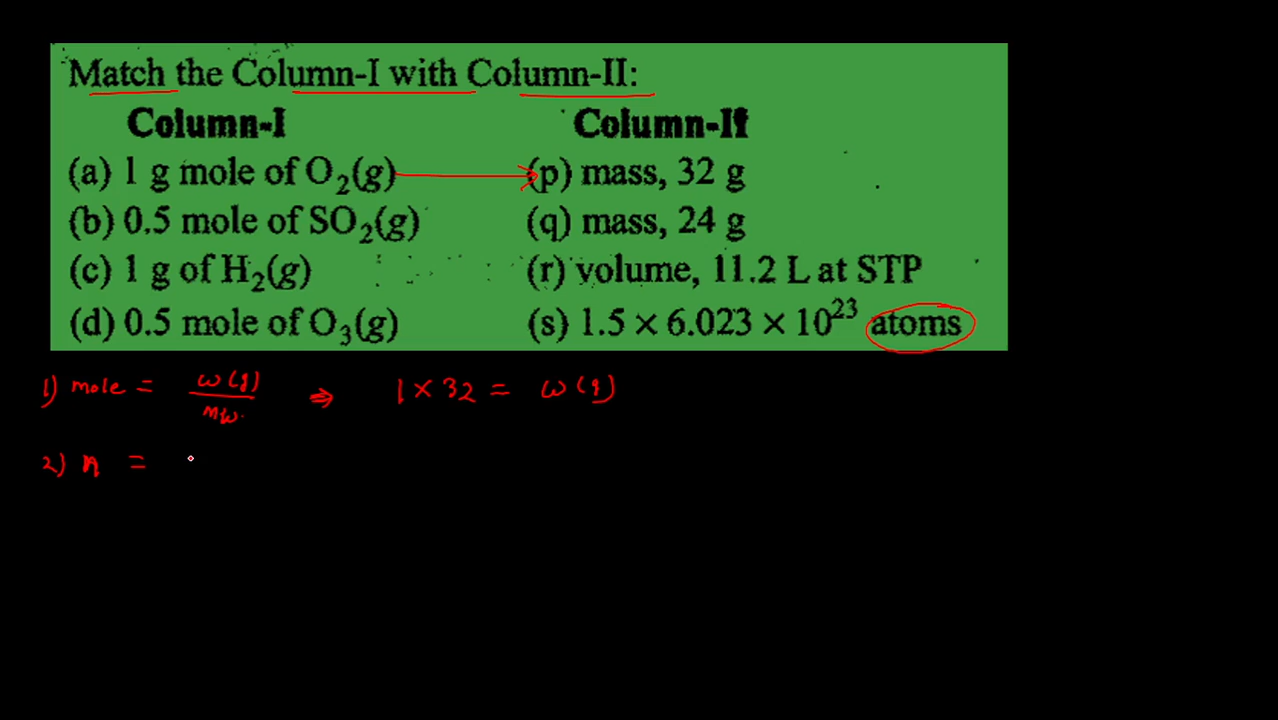 Match the Column-I with Column-II:
Column-I Column-II
(a) 1 g mole of O₂(g) (p) mass, 32 g
(b) 0.5 mole of SO₂(g) (q) mass, 24 g
(c) 1 g of H₂(g) (r) volume, 11.2 L at STP
(d) 0.5 mole of O₃(g) (s) 1.5 × 6.023 × 10²³ atoms
1) mole = w(g)/mw. ⇒ 1 × 32 = w(g)
2) n =